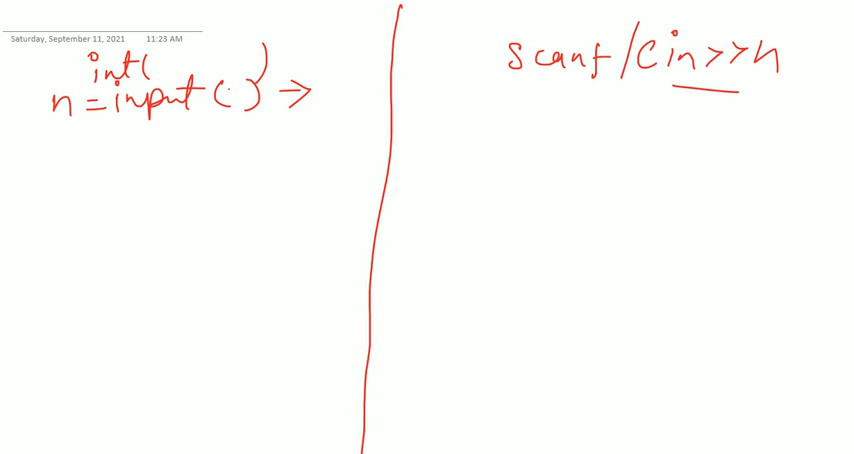 Saturday, September 11, 2021 11:23 AM
int(
n = input(.)) →
scanf/Cin>>n